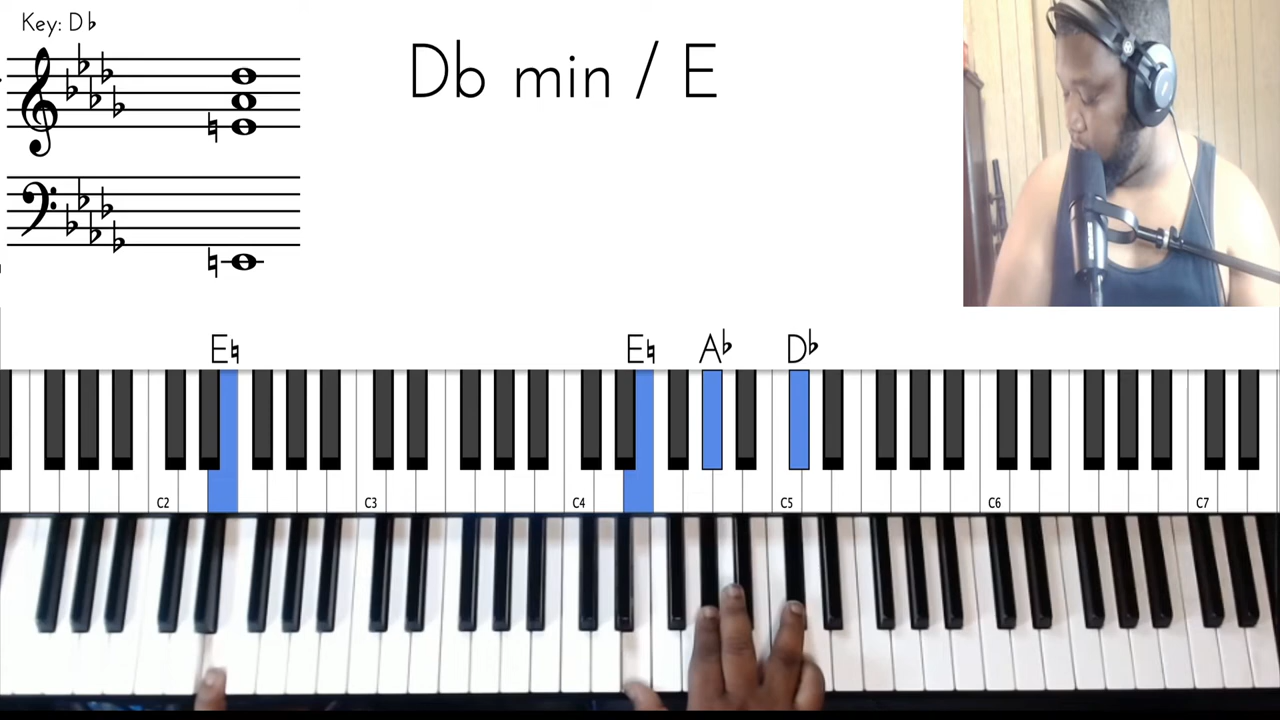 Key: D♭
Db min / E
E♮ E♮ A♭ D♭
C2 C3 C4 C5 C6 C7